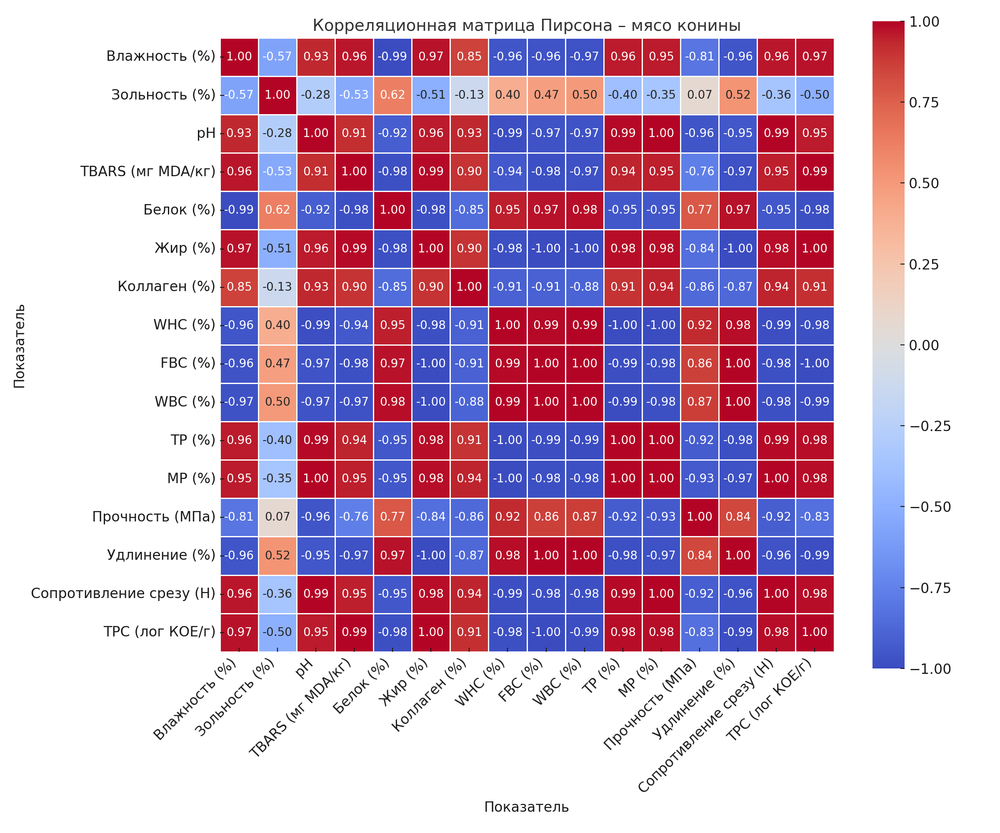 Корреляционная матрица Пирсона – мясо конины
Влажность (%) 1.00 -0.57 0.93 0.96 -0.99 0.97 0.85 -0.96 -0.96 -0.97 0.96 0.95 -0.81 -0.96 0.96 0.97
Зольность (%) -0.57 1.00 -0.28 -0.53 0.62 -0.51 -0.13 0.40 0.47 0.50 -0.40 -0.35 0.07 0.52 -0.36 -0.50
pH 0.93 -0.28 1.00 0.91 -0.92 0.96 0.93 -0.99 -0.97 -0.97 0.99 1.00 -0.96 -0.95 0.99 0.95
TBARS (мг MDA/кг) 0.96 -0.53 0.91 1.00 -0.98 0.99 0.90 -0.94 -0.98 -0.97 0.94 0.95 -0.76 -0.97 0.95 0.99
Белок (%) -0.99 0.62 -0.92 -0.98 1.00 -0.98 -0.85 0.95 0.97 0.98 -0.95 -0.95 0.77 0.97 -0.95 -0.98
Жир (%) 0.97 -0.51 0.96 0.99 -0.98 1.00 0.90 -0.98 -1.00 -1.00 0.98 0.98 -0.84 -1.00 0.98 1.00
Коллаген (%) 0.85 -0.13 0.93 0.90 -0.85 0.90 1.00 -0.91 -0.91 -0.88 0.91 0.94 -0.86 -0.87 0.94 0.91
WHC (%) -0.96 0.40 -0.99 -0.94 0.95 -0.98 -0.91 1.00 0.99 0.99 -1.00 -1.00 0.92 0.98 -0.99 -0.98
FBC (%) -0.96 0.47 -0.97 -0.98 0.97 -1.00 -0.91 0.99 1.00 1.00 -0.99 -0.98 0.86 1.00 -0.98 -1.00
WBC (%) -0.97 0.50 -0.97 -0.97 0.98 -1.00 -0.88 0.99 1.00 1.00 -0.99 -0.98 0.87 1.00 -0.98 -0.99
TP (%) 0.96 -0.40 0.99 0.94 -0.95 0.98 0.91 -1.00 -0.99 -0.99 1.00 1.00 -0.92 -0.98 0.99 0.98
MP (%) 0.95 -0.35 1.00 0.95 -0.95 0.98 0.94 -1.00 -0.98 -0.98 1.00 1.00 -0.93 -0.97 1.00 0.98
Прочность (МПа) -0.81 0.07 -0.96 -0.76 0.77 -0.84 -0.86 0.92 0.86 0.87 -0.92 -0.93 1.00 0.84 -0.92 -0.83
Удлинение (%) -0.96 0.52 -0.95 -0.97 0.97 -1.00 -0.87 0.98 1.00 1.00 -0.98 -0.97 0.84 1.00 -0.96 -0.99
Сопротивление срезу (Н) 0.96 -0.36 0.99 0.95 -0.95 0.98 0.94 -0.99 -0.98 -0.98 0.99 1.00 -0.92 -0.96 1.00 0.98
TPC (лог КОЕ/г) 0.97 -0.50 0.95 0.99 -0.98 1.00 0.91 -0.98 -1.00 -0.99 0.98 0.98 -0.83 -0.99 0.98 1.00
Показатель
Влажность (%)
Зольность (%)
pH
TBARS (мг MDA/кг)
Белок (%)
Жир (%)
Коллаген (%)
WHC (%)
FBC (%)
WBC (%)
TP (%)
MP (%)
Прочность (МПа)
Удлинение (%)
Сопротивление срезу (Н)
TPC (лог КОЕ/г)
Показатель
1.00
0.75
0.50
0.25
0.00
−0.25
−0.50
−0.75
−1.00